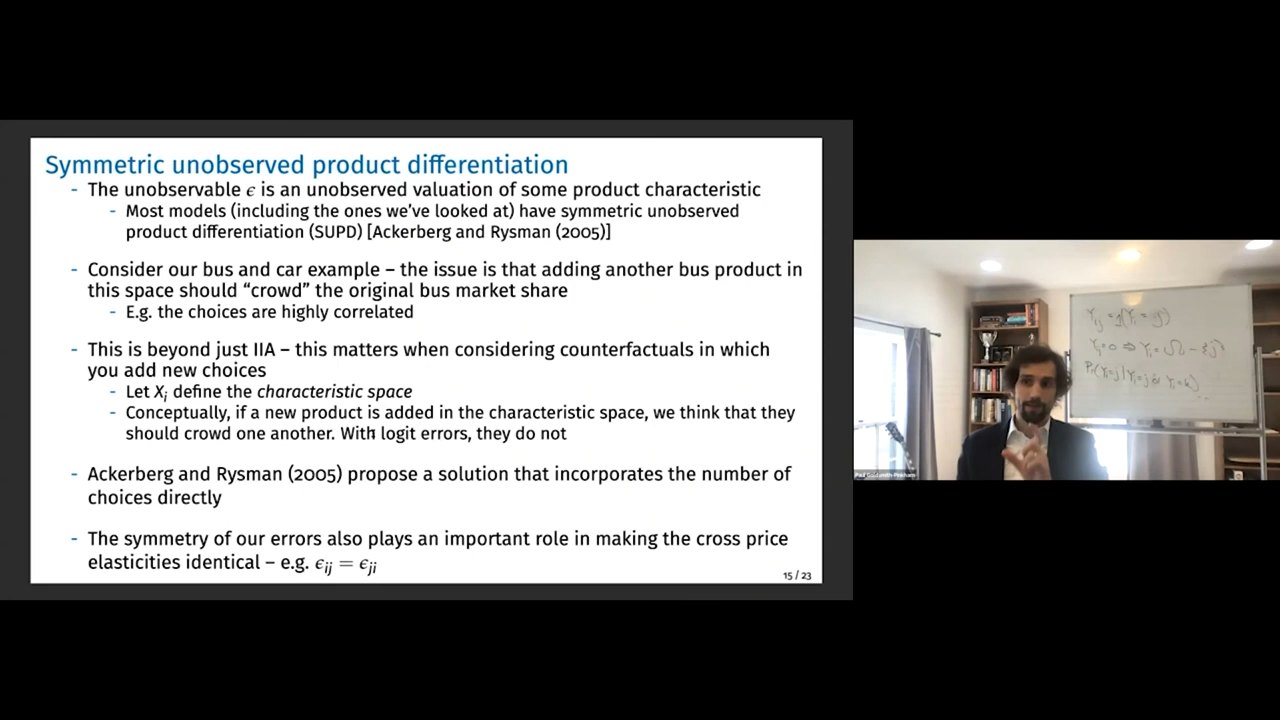 Symmetric unobserved product differentiation
- The unobservable ϵ is an unobserved valuation of some product characteristic
- Most models (including the ones we've looked at) have symmetric unobserved
product differentiation (SUPD) [Ackerberg and Rysman (2005)]
- Consider our bus and car example – the issue is that adding another bus product in
this space should “crowd” the original bus market share
- E.g. the choices are highly correlated
- This is beyond just IIA – this matters when considering counterfactuals in which
you add new choices
- Let Xⱼ define the characteristic space
- Conceptually, if a new product is added in the characteristic space, we think that they
should crowd one another. With logit errors, they do not
- Ackerberg and Rysman (2005) propose a solution that incorporates the number of
choices directly
- The symmetry of our errors also plays an important role in making the cross price
elasticities identical – e.g. ϵij = ϵji
15 / 23
Yij = 1(Yi = j)
Paul Goldsmith-Pinkham